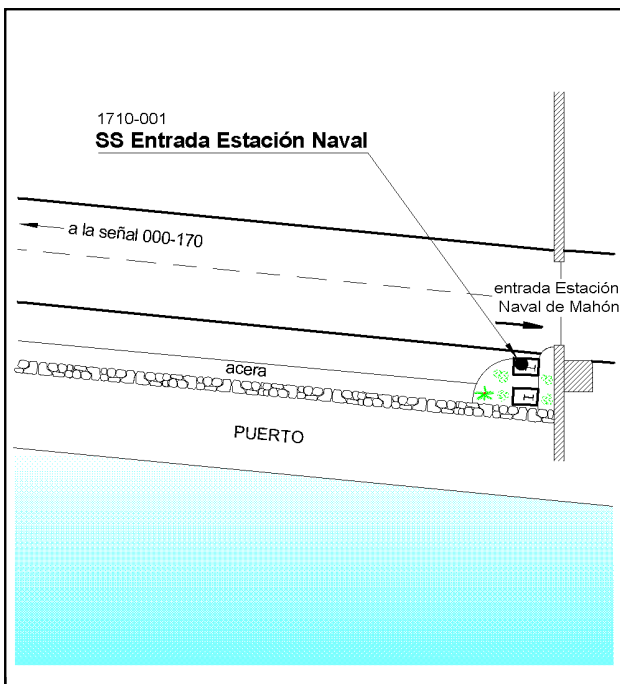 1710-001
SS Entrada Estación Naval
a la señal 000-170
entrada Estación
Naval de Mahón
acera
T
T
PUERTO